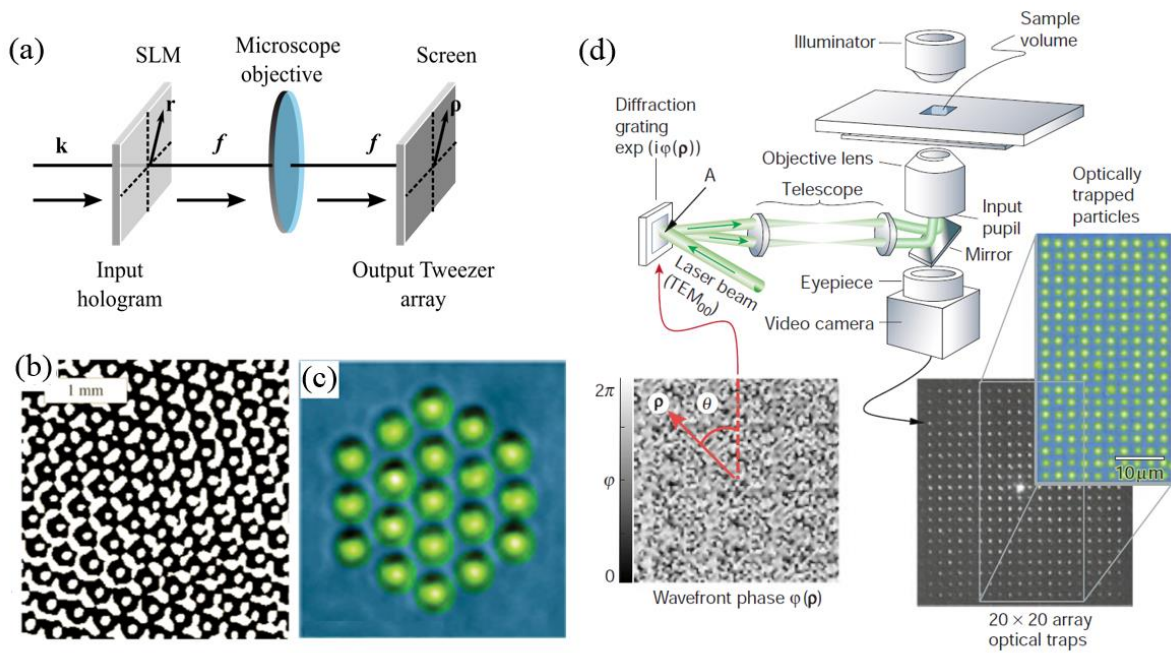 (a)
SLM
Microscope
objective
Screen
r
ρ
k
f
f
Input
hologram
Output Tweezer
array
(b)
1 mm
(c)
(d)
Illuminator
Sample
volume
Diffraction
grating
exp (iφ(ρ))
A
Objective lens
Telescope
Optically
trapped
particles
Input
pupil
Mirror
Laser beam
(TEM00)
Eyepiece
Video camera
2π
φ
0
ρ
θ
Wavefront phase φ(ρ)
10μm
20 × 20 array
optical traps